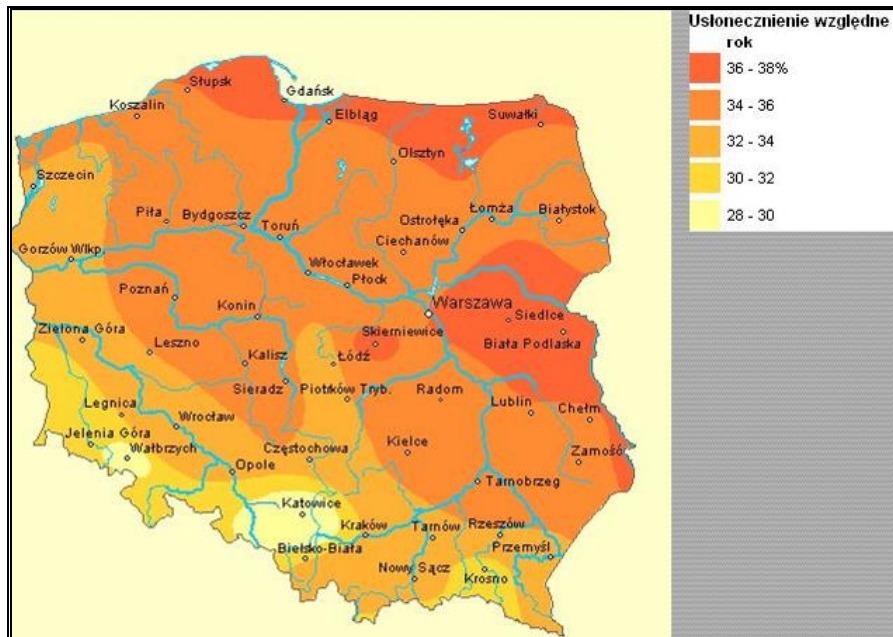 Usłonecznienie względne
rok
36 - 38%
34 - 36
32 - 34
30 - 32
28 - 30
Słupsk
Gdańsk
Koszalin
Elbląg
Suwałki
Olsztyn
Szczecin
Piła
Bydgoszcz
Toruń
Ostrołęka
Łomża
Białystok
Ciechanów
Gorzów Wlkp.
Włocławek
Płock
Poznań
Konin
Warszawa
Siedlce
Skierniewice
Biała Podlaska
Zielona Góra
Leszno
Kalisz
Łódź
Sieradz
Piotrków Tryb.
Radom
Lublin
Chełm
Legnica
Wrocław
Jelenia Góra
Wałbrzych
Częstochowa
Kielce
Zamość
Opole
Tarnobrzeg
Katowice
Kraków
Tarnów
Rzeszów
Przemyśl
Bielsko-Biała
Nowy Sącz
Krosno